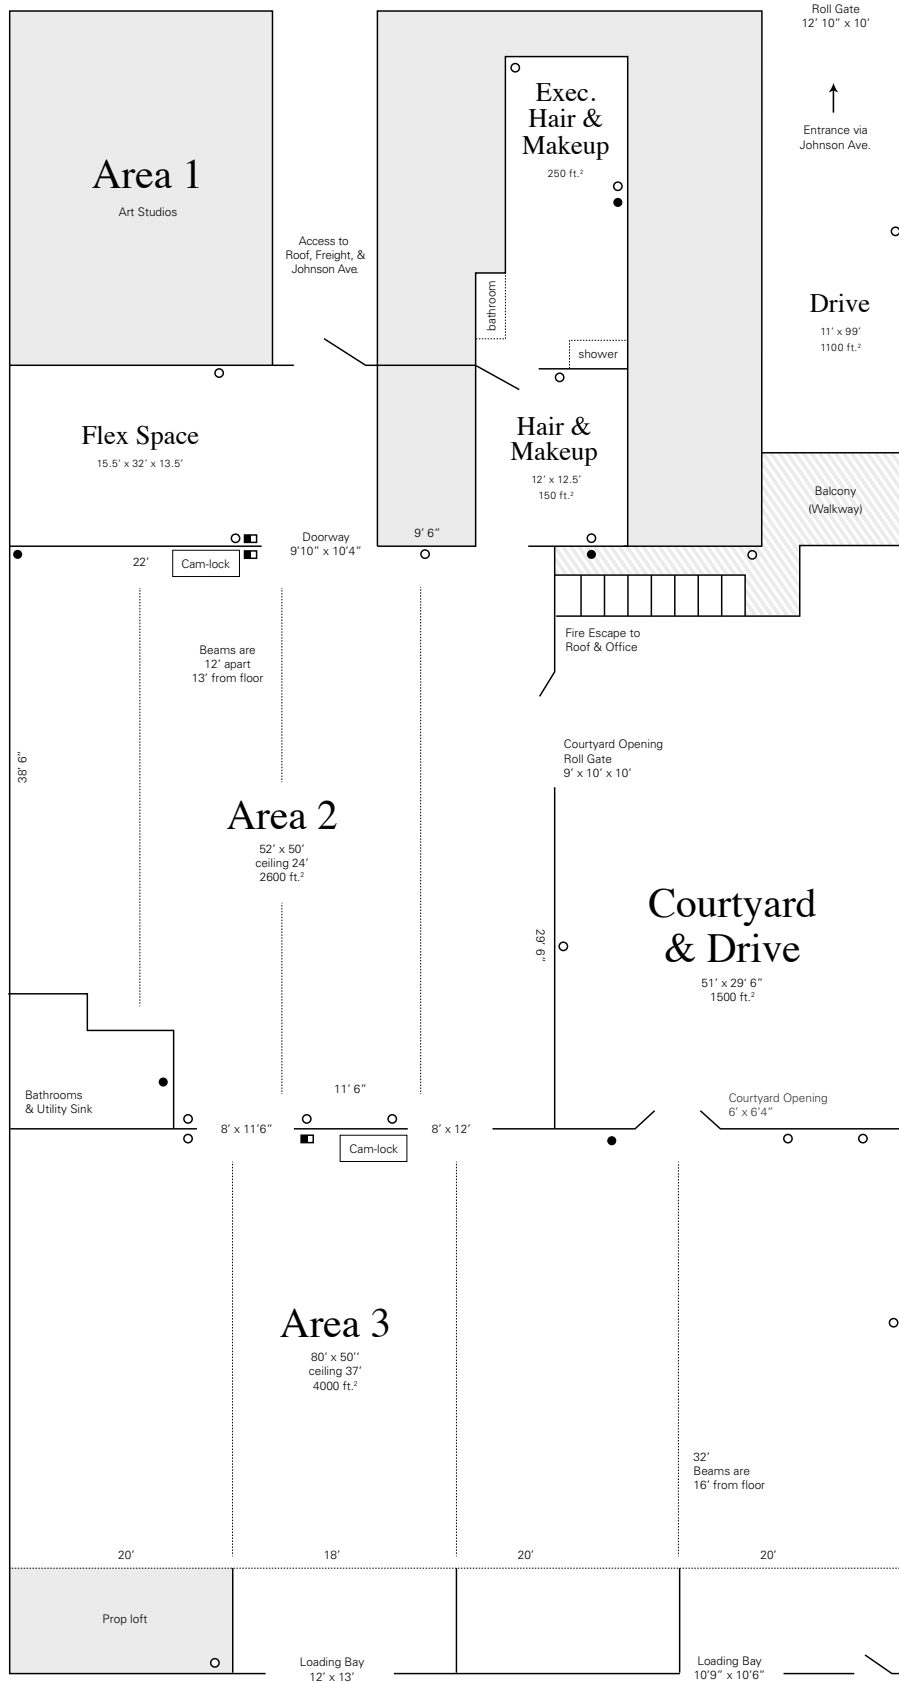 Roll Gate
12’ 10” x 10’
Entrance via
Johnson Ave.
Exec.
Hair &
Makeup
250 ft.²
Area 1
Art Studios
Access to
Roof, Freight, &
Johnson Ave.
bathroom
shower
Drive
11’ x 99’
1100 ft.²
Flex Space
15.5’ x 32’ x 13.5’
Hair &
Makeup
12’ x 12.5’
150 ft.²
Balcony
(Walkway)
Doorway
9’10” x 10’4”
9’ 6”
22’
Cam-lock
Fire Escape to
Roof & Office
Beams are
12’ apart
13’ from floor
38’ 6”
Courtyard Opening
Roll Gate
9’ x 10’ x 10’
Area 2
52’ x 50’
ceiling 24’
2600 ft.²
29’ 6”
Courtyard
& Drive
51’ x 29’ 6”
1500 ft.²
Bathrooms
& Utility Sink
11’ 6”
Courtyard Opening
6’ x 6’4”
8’ x 11’6”
8’ x 12’
Cam-lock
Area 3
80’ x 50’’
ceiling 37’
4000 ft.²
32’
Beams are
16’ from floor
20’
18’
20’
20’
Prop loft
Loading Bay
12’ x 13’
Loading Bay
10’9” x 10’6”